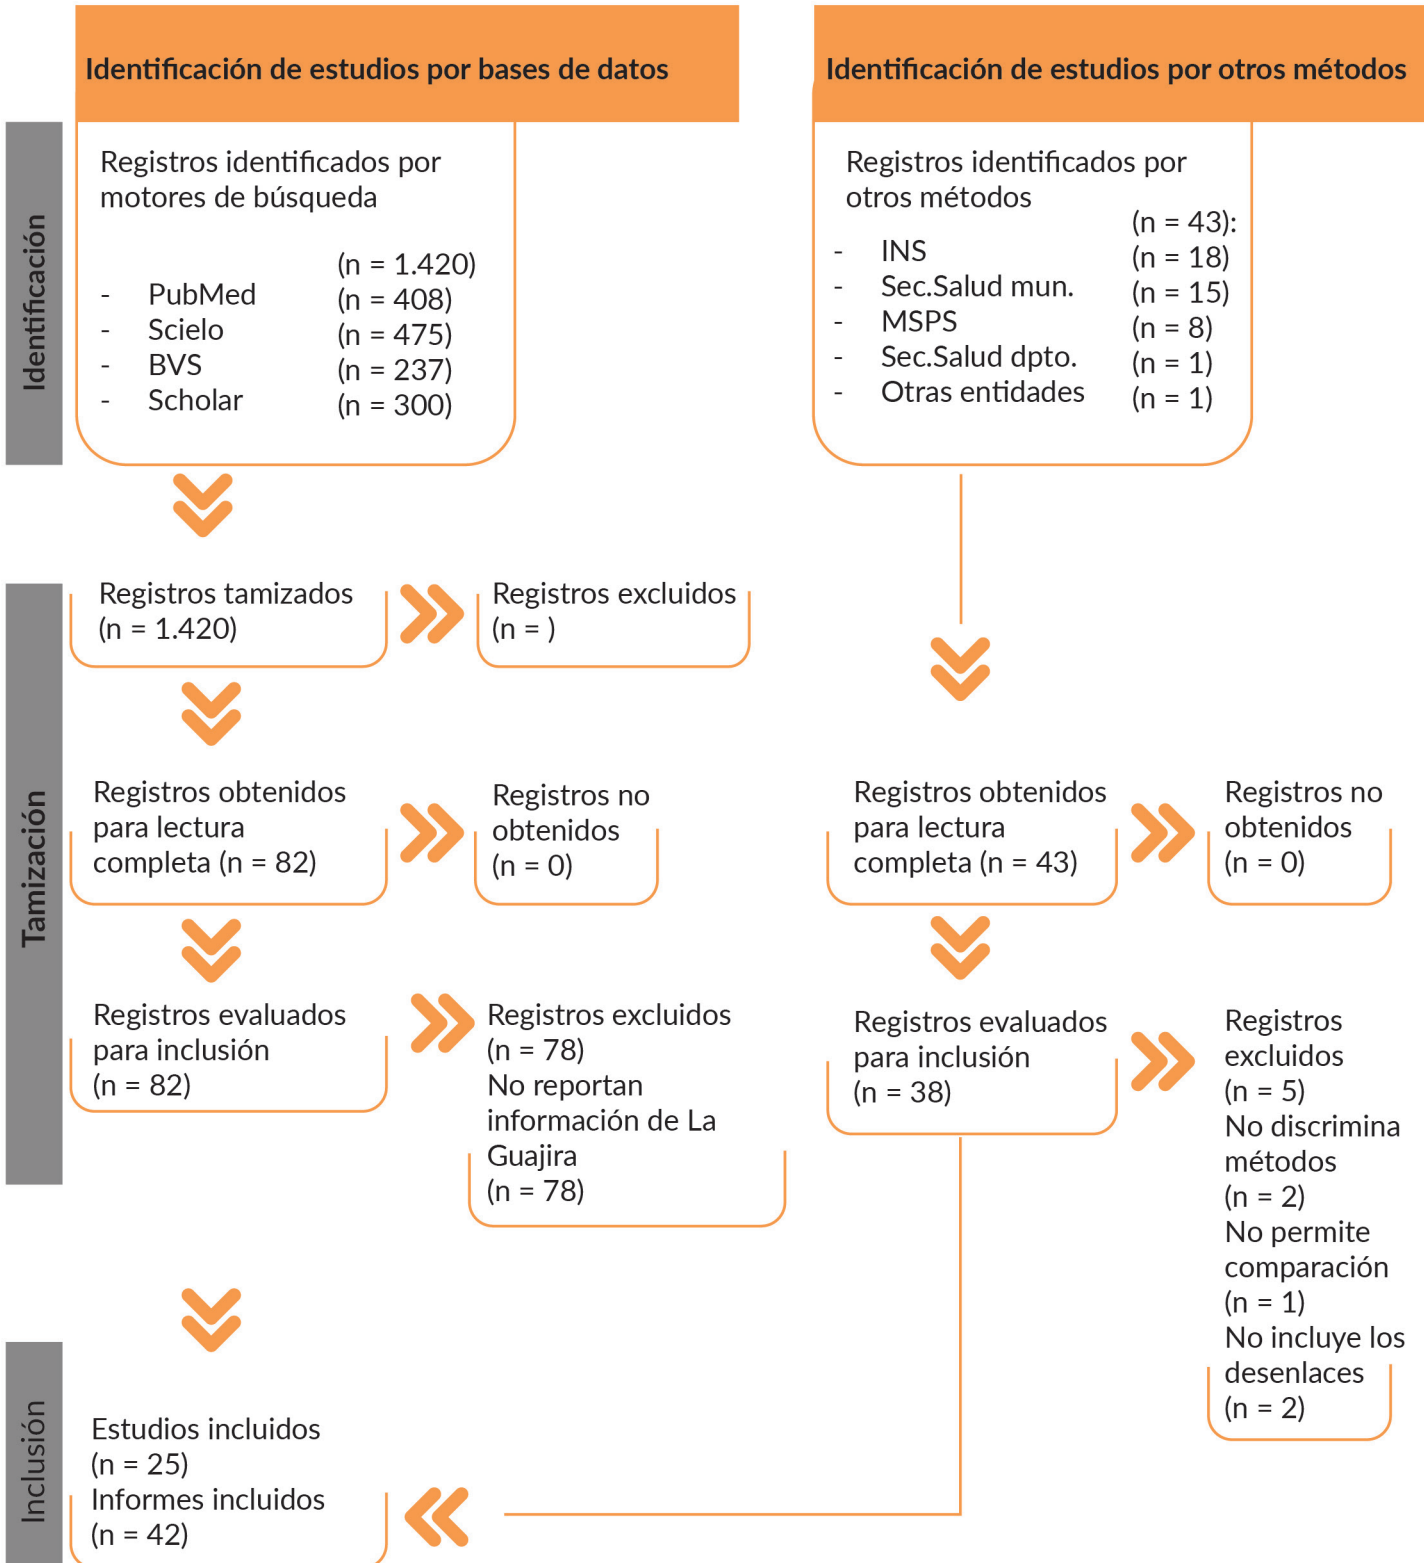 Identificación de estudios por bases de datos
Identificación de estudios por otros métodos
Identificación
Registros identificados por
motores de búsqueda
(n = 1.420)
- PubMed (n = 408)
- Scielo (n = 475)
- BVS (n = 237)
- Scholar (n = 300)
Registros identificados por
otros métodos
(n = 43):
- INS (n = 18)
- Sec.Salud mun. (n = 15)
- MSPS (n = 8)
- Sec.Salud dpto. (n = 1)
- Otras entidades (n = 1)
Tamización
Registros tamizados
(n = 1.420)
Registros excluidos
(n = )
Registros obtenidos
para lectura
completa (n = 82)
Registros no
obtenidos
(n = 0)
Registros obtenidos
para lectura
completa (n = 43)
Registros no
obtenidos
(n = 0)
Registros evaluados
para inclusión
(n = 82)
Registros excluidos
(n = 78)
No reportan
información de La
Guajira
(n = 78)
Registros evaluados
para inclusión
(n = 38)
Registros
excluidos
(n = 5)
No discrimina
métodos
(n = 2)
No permite
comparación
(n = 1)
No incluye los
desenlaces
(n = 2)
Inclusión
Estudios incluidos
(n = 25)
Informes incluidos
(n = 42)